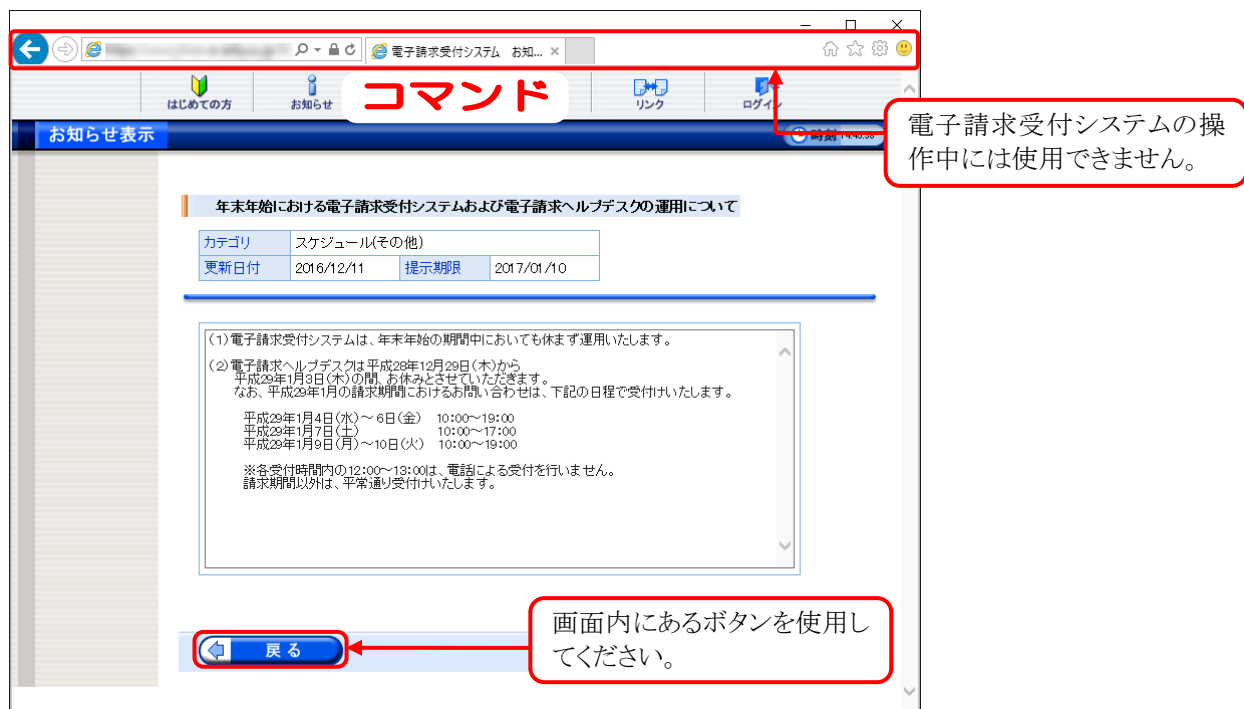 電子請求受付システム お知...
はじめての方
お知らせ
コマンド
リンク
ログイン
お知らせ表示
時刻
電子請求受付システムの操
作中には使用できません。
年末年始における電子請求受付システムおよび電子請求ヘルプデスクの運用について
カテゴリ スケジュール(その他)
更新日付 2016/12/11 提示期限 2017/01/10
(1)電子請求受付システムは、年末年始の期間中においても休まず運用いたします。
(2)電子請求ヘルプデスクは平成28年12月29日(木)から
平成29年1月3日(木)の間、お休みとさせていただきます。
なお、平成29年1月の請求期間におけるお問い合わせは、下記の日程で受付けいたします。
平成29年1月4日(水)～6日(金) 10:00～19:00
平成29年1月7日(土) 10:00～17:00
平成29年1月9日(月)～10日(火) 10:00～19:00
※各受付時間内の12:00～13:00は、電話による受付を行いません。
請求期間以外は、平常通り受付けいたします。
画面内にあるボタンを使用し
てください。
戻る